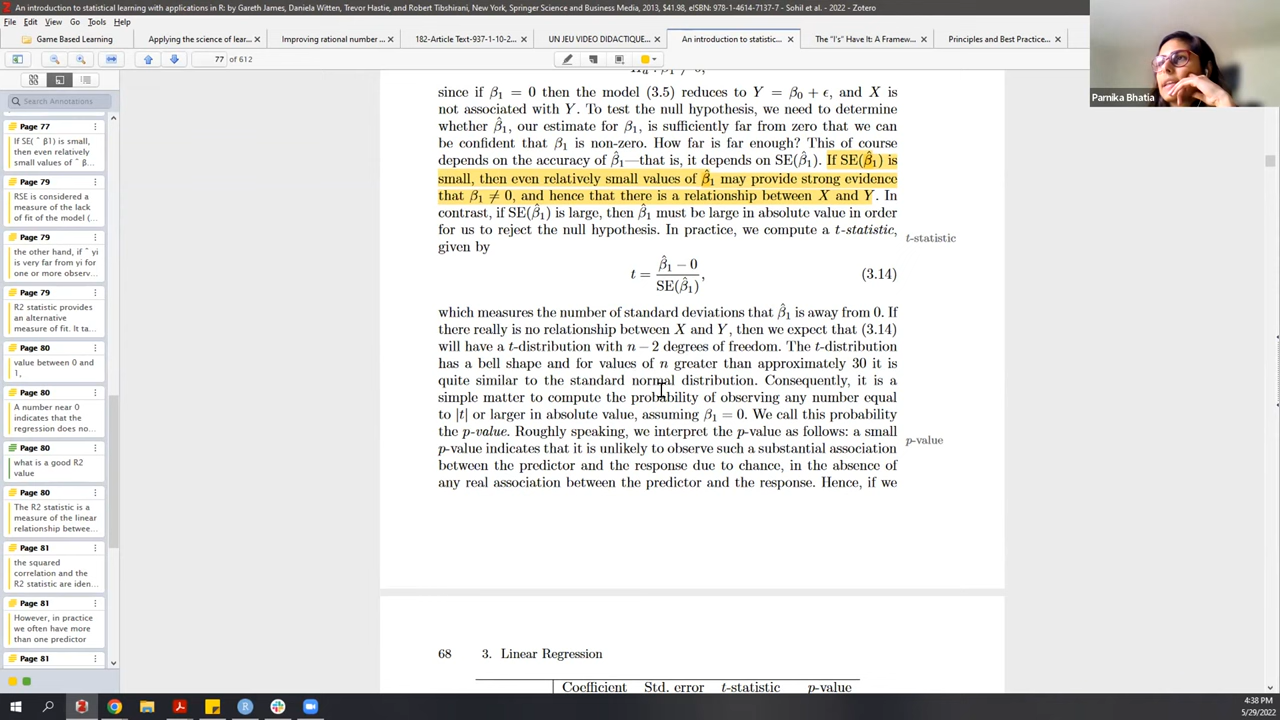 An introduction to statistical learning with applications in R: by Gareth James, Daniela Witten, Trevor Hastie, and Robert Tibshirani, New York, Springer Science and Business Media, 2013, $41.98, eISBN: 978-1-4614-7137-7 - Sohil et al. - 2022 - Zotero
File Edit View Go Tools Help
Game Based Learning
Applying the science of lear...
Improving rational number ...
182-Article Text-937-1-10-2...
UN JEU VIDEO DIDACTIQUE...
An introduction to statistic...
The "I's" Have It: A Framew...
Principles and Best Practice...
77 of 612
Search Annotations
Page 77
If SE( ˆ β1) is
small, then even
relatively small
values of ˆ β...
Page 79
RSE is considered a
measure of the lack
of fit of the model (...
Page 79
the other hand, if ˆ yi
is very far from yi for
one or more observ...
Page 79
R2 statistic provides
an alternative
measure of fit. It ta...
Page 80
value between 0 and
1,
Page 80
A number near 0
indicates that the
regression does no...
Page 80
what is a good R2
value
Page 80
The R2 statistic is a
measure of the linear
relationship betwee...
Page 81
the squared
correlation and the
R2 statistic are iden...
Page 81
However, in practice
we often have more
than one predictor
Page 81
since if β1 = 0 then the model (3.5) reduces to Y = β0 + ϵ, and X is
not associated with Y. To test the null hypothesis, we need to determine
whether β̂1, our estimate for β1, is sufficiently far from zero that we can
be confident that β1 is non-zero. How far is far enough? This of course
depends on the accuracy of β̂1—that is, it depends on SE(β̂1). If SE(β̂1) is
small, then even relatively small values of β̂1 may provide strong evidence
that β1 ≠ 0, and hence that there is a relationship between X and Y. In
contrast, if SE(β̂1) is large, then β̂1 must be large in absolute value in order
for us to reject the null hypothesis. In practice, we compute a t-statistic,
t-statistic
given by
t = (β̂1 − 0) / SE(β̂1), (3.14)
which measures the number of standard deviations that β̂1 is away from 0. If
there really is no relationship between X and Y, then we expect that (3.14)
will have a t-distribution with n − 2 degrees of freedom. The t-distribution
has a bell shape and for values of n greater than approximately 30 it is
quite similar to the standard normal distribution. Consequently, it is a
simple matter to compute the probability of observing any number equal
to |t| or larger in absolute value, assuming β1 = 0. We call this probability
the p-value. Roughly speaking, we interpret the p-value as follows: a small
p-value
p-value indicates that it is unlikely to observe such a substantial association
between the predictor and the response due to chance, in the absence of
any real association between the predictor and the response. Hence, if we
68 3. Linear Regression
Coefficient Std. error t-statistic p-value
Pamika Bhatia
4:38 PM
5/29/2022